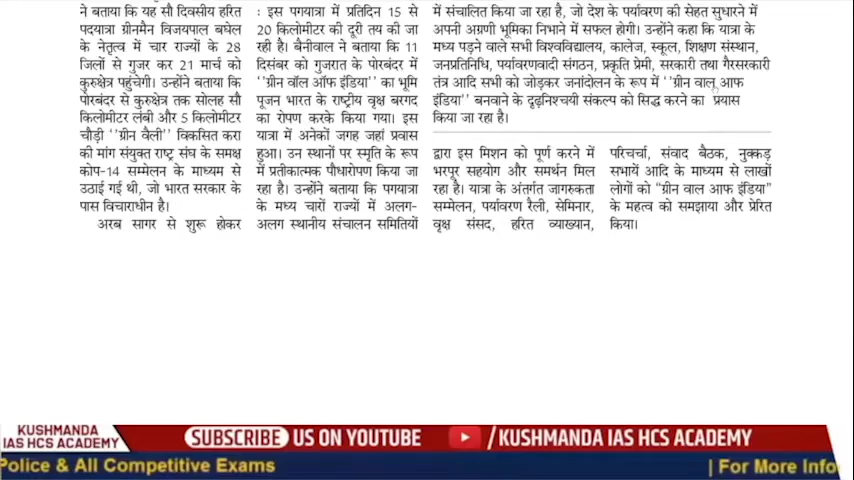 ने बताया कि यह सौ दिवसीय हरित
पदयात्रा ग्रीनमैन विजयपाल बघेल
के नेतृत्व में चार राज्यों के 28
जिलों से गुजर कर 21 मार्च को
कुरुक्षेत्र पहुंचेगी। उन्होंने बताया कि
पोरबंदर से कुरुक्षेत्र तक सोलह सौ
किलोमीटर लंबी और 5 किलोमीटर
चौड़ी ''ग्रीन वैली'' विकसित करा
की मांग संयुक्त राष्ट्र संघ के समक्ष
कोप-14 सम्मेलन के माध्यम से
उठाई गई थी, जो भारत सरकार के
पास विचाराधीन है।
अरब सागर से शुरू होकर
: इस पगयात्रा में प्रतिदिन 15 से
20 किलोमीटर की दूरी तय की जा
रही है। बैनीवाल ने बताया कि 11
दिसंबर को गुजरात के पोरबंदर में
''ग्रीन वॉल ऑफ इंडिया'' का भूमि
पूजन भारत के राष्ट्रीय वृक्ष बरगद
का रोपण करके किया गया। इस
यात्रा में अनेकों जगह जहां प्रवास
हुआ। उन स्थानों पर स्मृति के रूप
में प्रतीकात्मक पौधारोपण किया जा
रहा है। उन्होंने बताया कि पगयात्रा
के मध्य चारों राज्यों में अलग-
अलग स्थानीय संचालन समितियों
में संचालित किया जा रहा है, जो देश के पर्यावरण की सेहत सुधारने में
अपनी अग्रणी भूमिका निभाने में सफल होगी। उन्होंने कहा कि यात्रा के
मध्य पड़ने वाले सभी विश्वविद्यालय, कालेज, स्कूल, शिक्षण संस्थान,
जनप्रतिनिधि, पर्यावरणवादी संगठन, प्रकृति प्रेमी, सरकारी तथा गैरसरकारी
तंत्र आदि सभी को जोड़कर जनांदोलन के रूप में ''ग्रीन वाल आफ
इंडिया'' बनवाने के दृढ़निश्चयी संकल्प को सिद्ध करने का प्रयास
किया जा रहा है।
द्वारा इस मिशन को पूर्ण करने में
भरपूर सहयोग और समर्थन मिल
रहा है। यात्रा के अंतर्गत जागरुकता
सम्मेलन, पर्यावरण रैली, सेमिनार,
वृक्ष संसद, हरित व्याख्यान,
परिचर्चा, संवाद बैठक, नुक्कड़
सभायें आदि के माध्यम से लाखों
लोगों को "ग्रीन वाल आफ इंडिया"
के महत्व को समझाया और प्रेरित
किया।
KUSHMANDA
IAS HCS ACADEMY
SUBSCRIBE US ON YOUTUBE
/KUSHMANDA IAS HCS ACADEMY
Police & All Competitive Exams
| For More Info